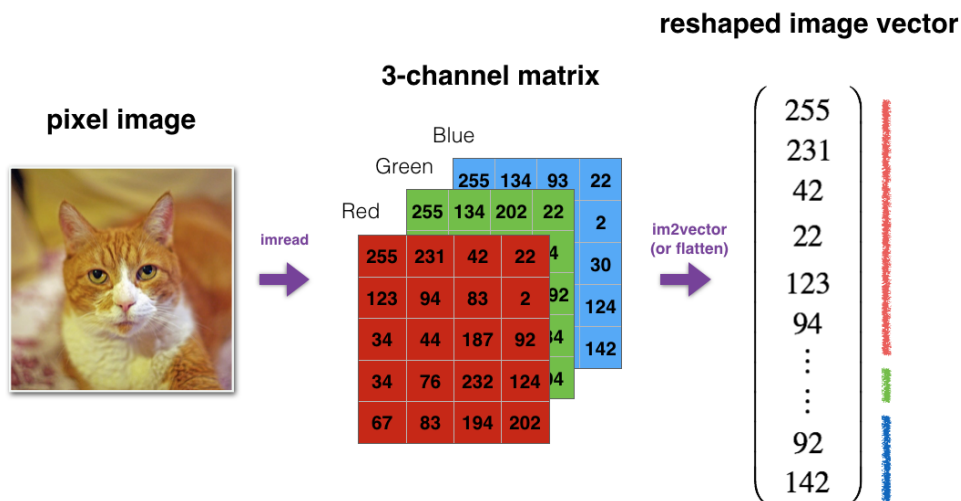 reshaped image vector
3-channel matrix
pixel image
Blue
Green
Red
imread
255 134 93 22
2
30
124
142
255 134 202 22
4
92
34
94
255 231 42 22
123 94 83 2
34 44 187 92
34 76 232 124
67 83 194 202
im2vector
(or flatten)
255
231
42
22
123
94
⋮
⋮
92
142